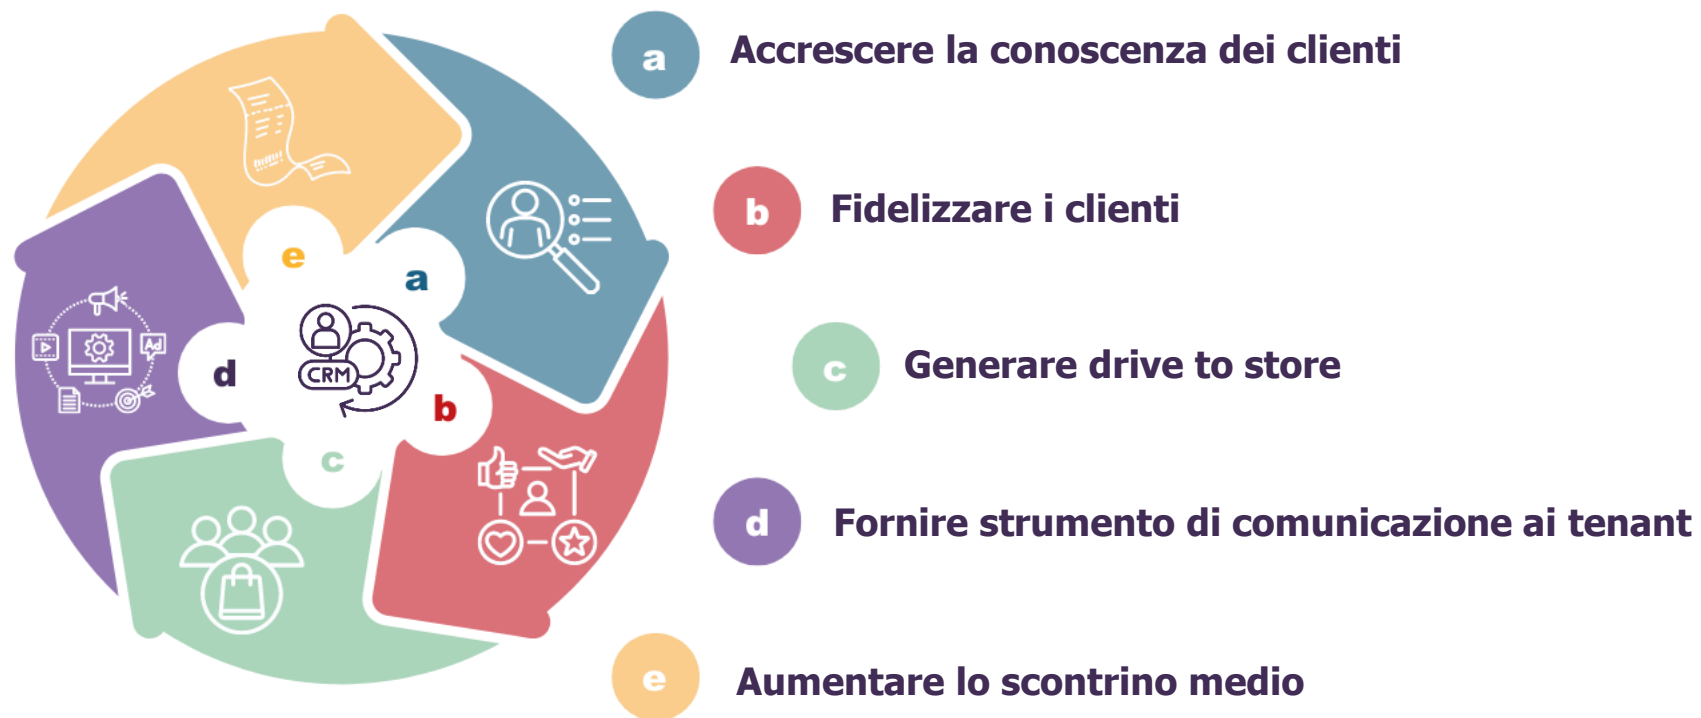 a Accrescere la conoscenza dei clienti
b Fidelizzare i clienti
c Generare drive to store
d Fornire strumento di comunicazione ai tenant
e Aumentare lo scontrino medio
e
a
d
b
c
CRM
Ad